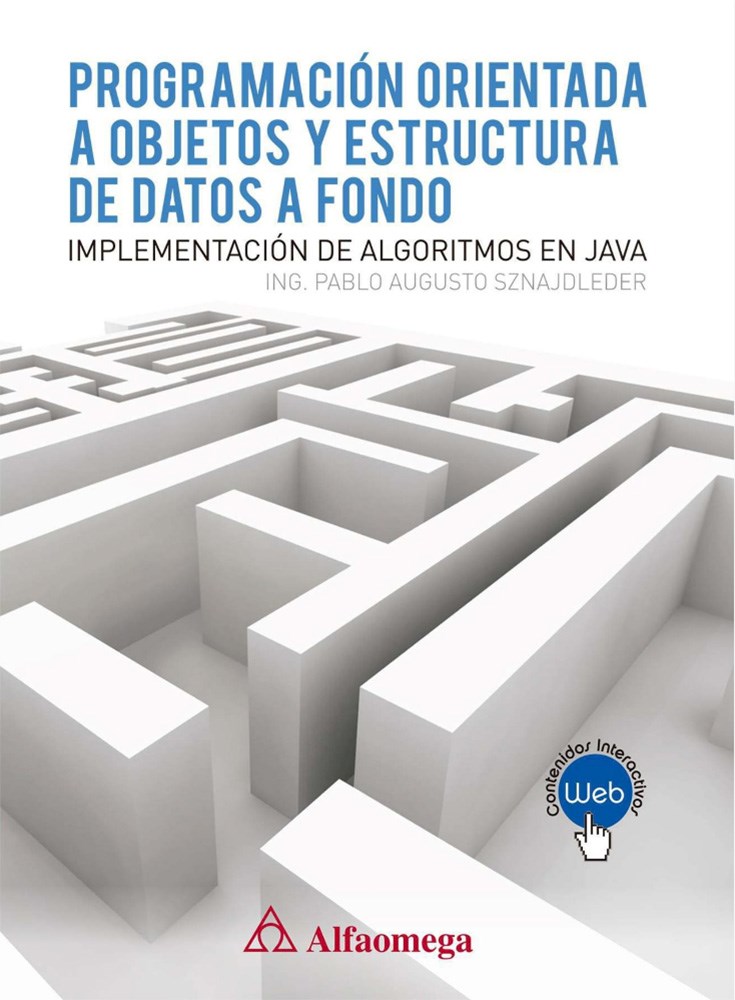 PROGRAMACIÓN ORIENTADA
A OBJETOS Y ESTRUCTURA
DE DATOS A FONDO
IMPLEMENTACIÓN DE ALGORITMOS EN JAVA
ING. PABLO AUGUSTO SZNAJDLEDER
Contenidos Interactivos
Web
Alfaomega